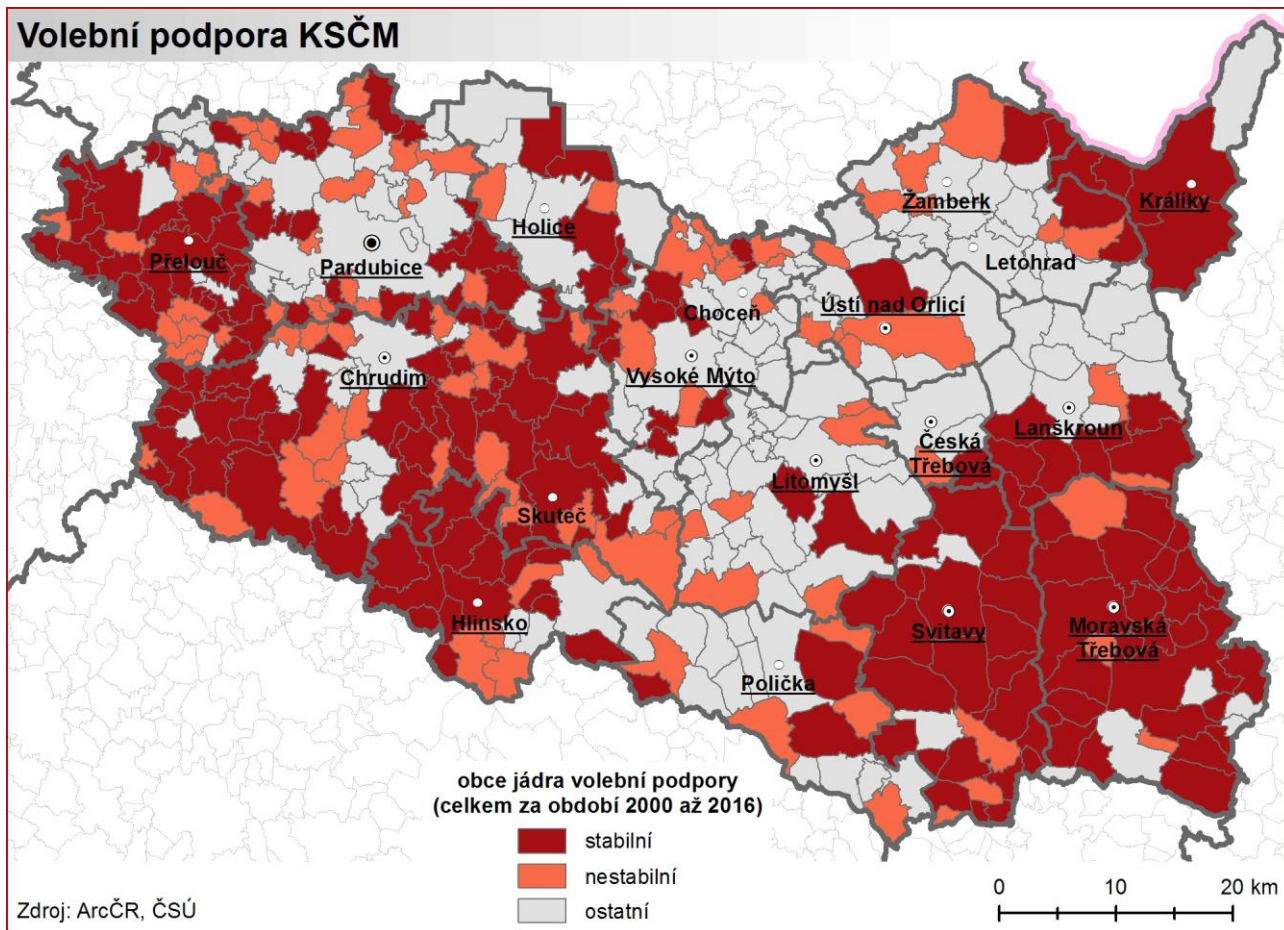 Volební podpora KSČM
Žamberk
Králíky
Holice
Přelouč
Pardubice
Letohrad
Choceň
Ústí nad Orlicí
Chrudim
Vysoké Mýto
Lanškroun
Česká
Třebová
Litomyšl
Skuteč
Hlinsko
Svitavy
Moravská
Třebová
Polička
obce jádra volební podpory
(celkem za období 2000 až 2016)
stabilní
nestabilní
ostatní
Zdroj: ArcČR, ČSÚ
0 10 20 km